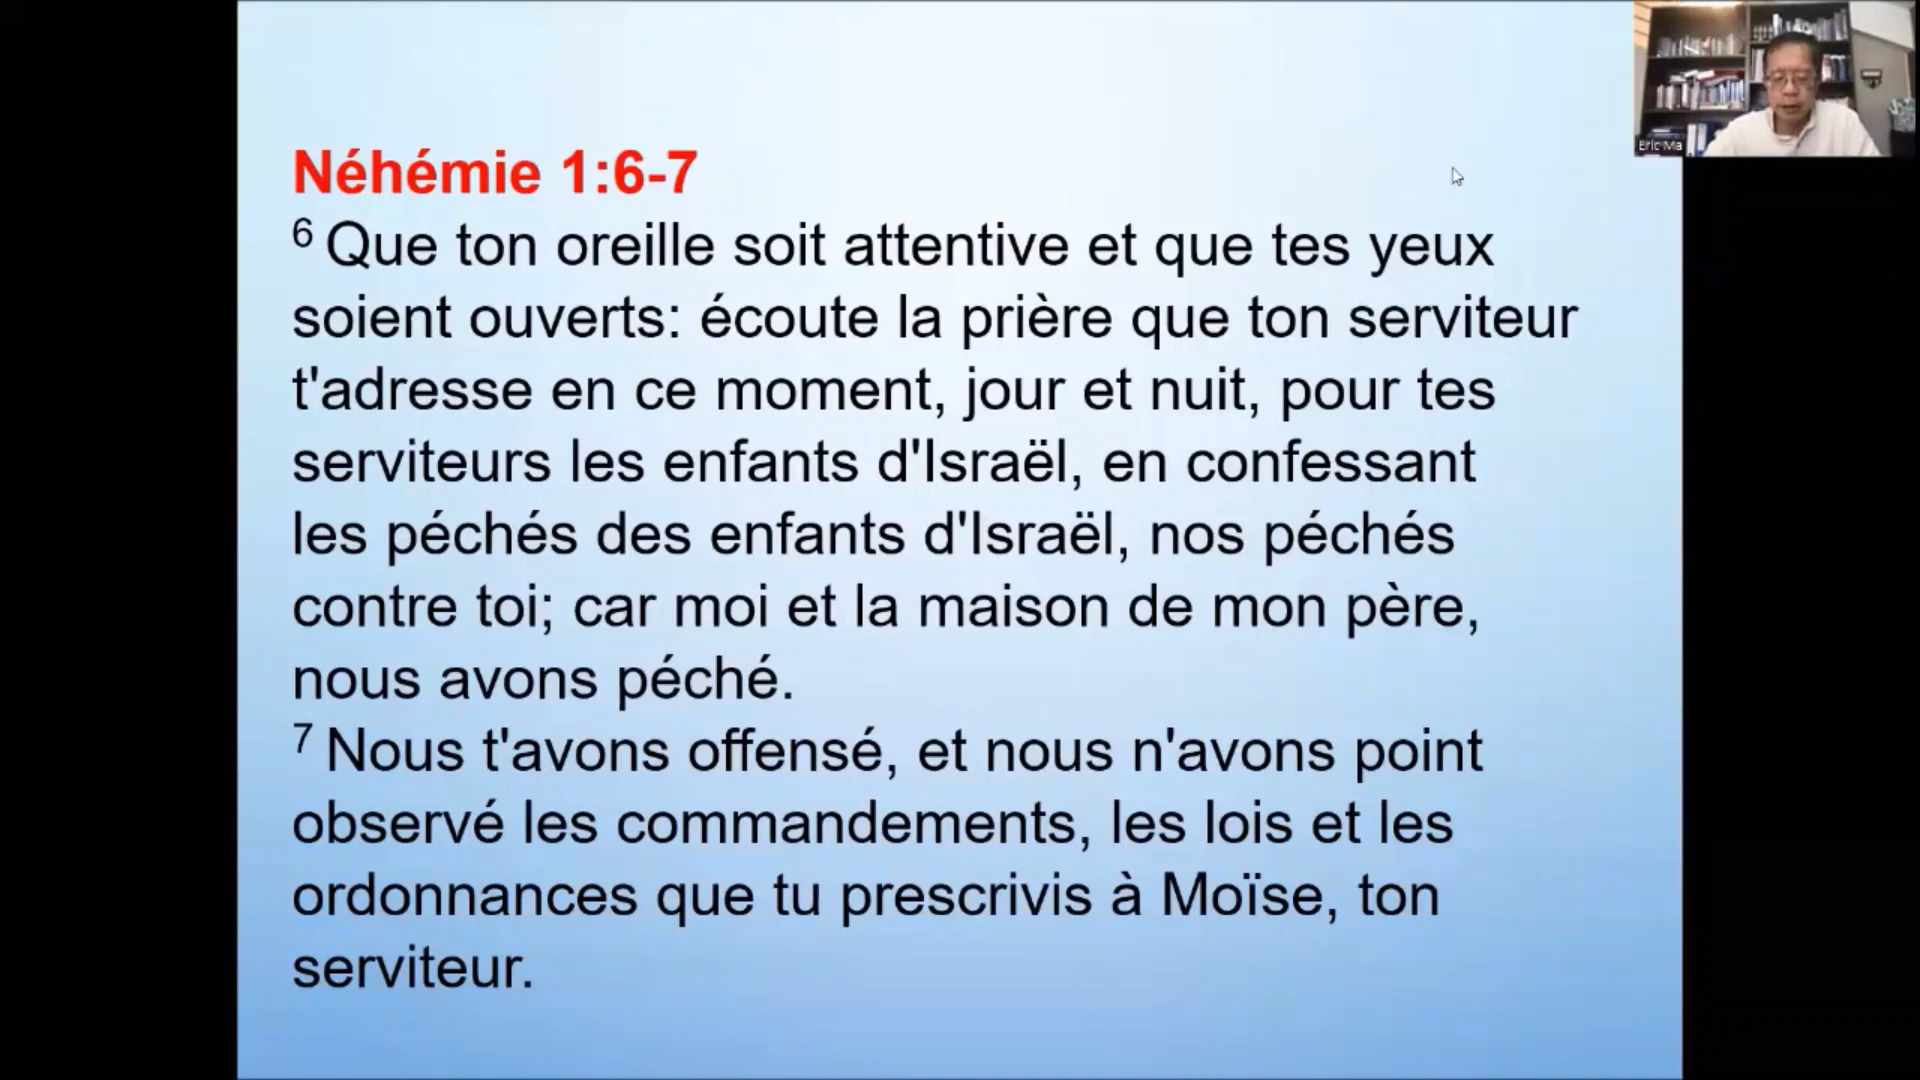 Néhémie 1:6-7
6 Que ton oreille soit attentive et que tes yeux
soient ouverts: écoute la prière que ton serviteur
t'adresse en ce moment, jour et nuit, pour tes
serviteurs les enfants d'Israël, en confessant
les péchés des enfants d'Israël, nos péchés
contre toi; car moi et la maison de mon père,
nous avons péché.
7 Nous t'avons offensé, et nous n'avons point
observé les commandements, les lois et les
ordonnances que tu prescrivis à Moïse, ton
serviteur.
Eric Ma